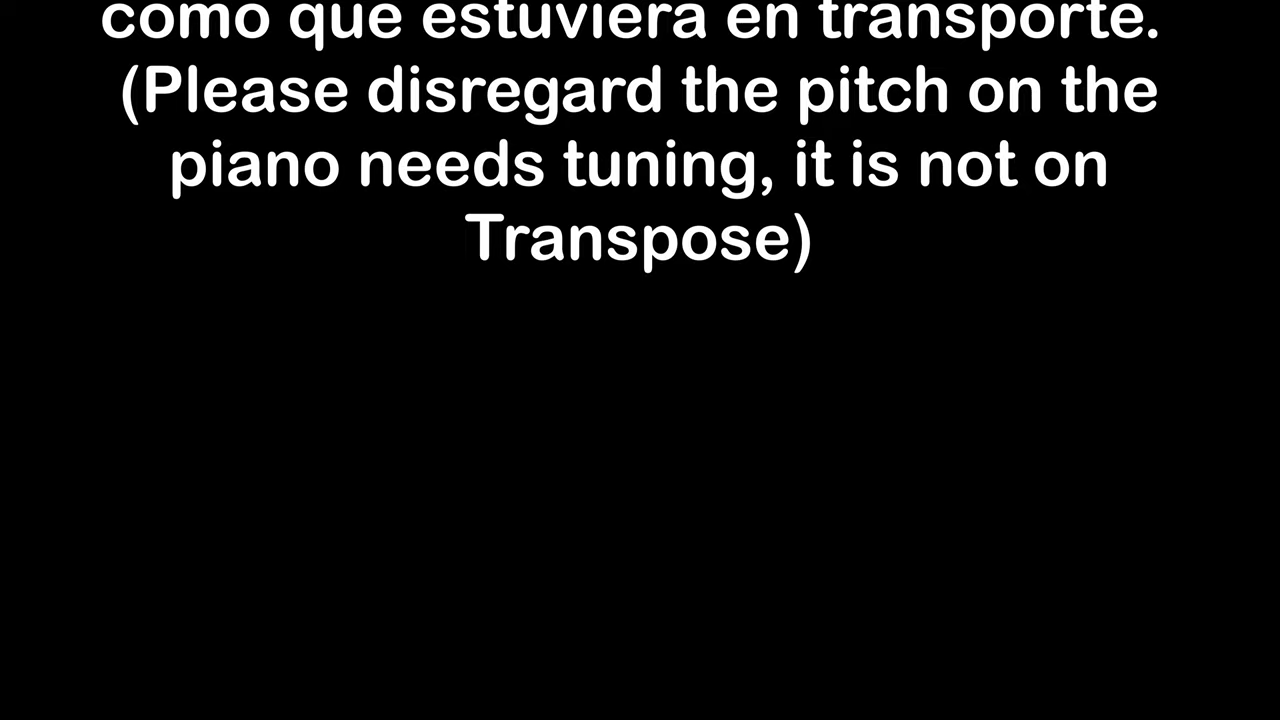 como que estuviera en transporte.
(Please disregard the pitch on the
piano needs tuning, it is not on
Transpose)